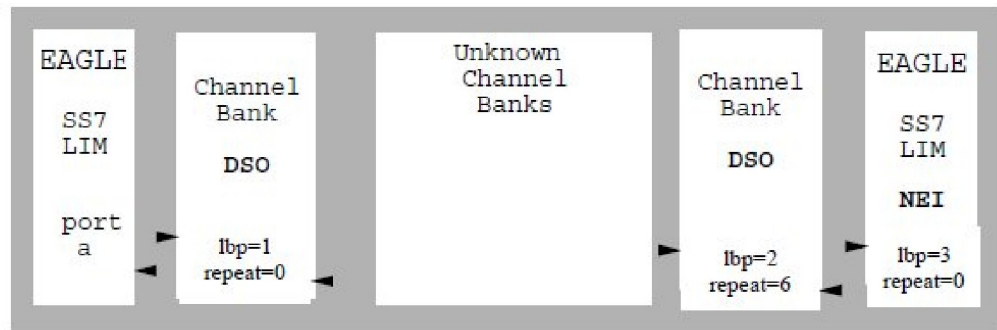 EAGLE
SS7
LIM
port
a
Channel
Bank
DSO
lbp=1
repeat=0
Unknown
Channel
Banks
Channel
Bank
DSO
lbp=2
repeat=6
EAGLE
SS7
LIM
NEI
lbp=3
repeat=0